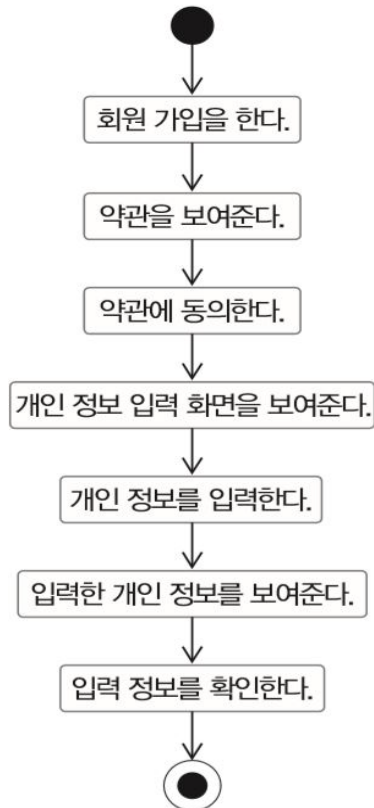 회원 가입을 한다.
약관을 보여준다.
약관에 동의한다.
개인 정보 입력 화면을 보여준다.
개인 정보를 입력한다.
입력한 개인 정보를 보여준다.
입력 정보를 확인한다.